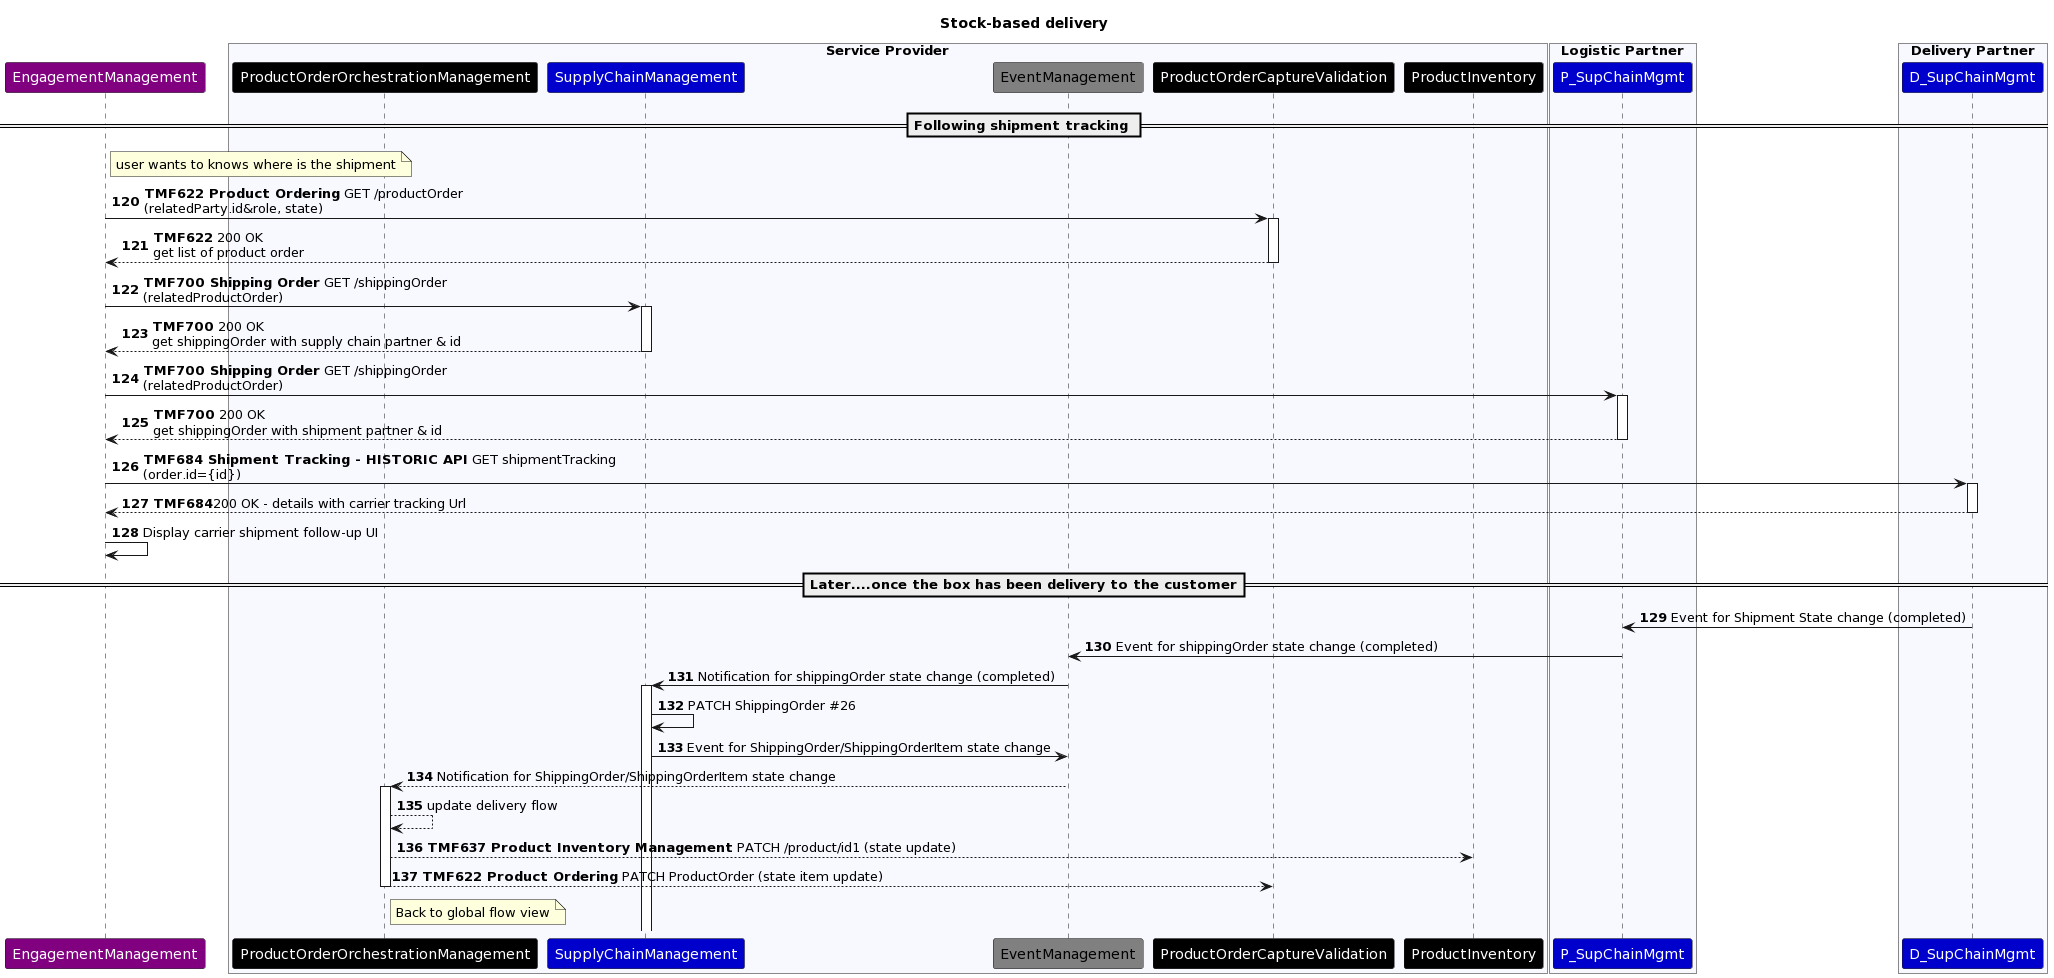 Stock-based delivery
Service Provider
Logistic Partner
Delivery Partner
EngagementManagement
ProductOrderOrchestrationManagement
SupplyChainManagement
EventManagement
ProductOrderCaptureValidation
ProductInventory
P_SupChainMgmt
D_SupChainMgmt
Following shipment tracking
user wants to knows where is the shipment
120 TMF622 Product Ordering GET /productOrder
(relatedParty.id&role, state)
121 TMF622 200 OK
get list of product order
122 TMF700 Shipping Order GET /shippingOrder
(relatedProductOrder)
123 TMF700 200 OK
get shippingOrder with supply chain partner & id
124 TMF700 Shipping Order GET /shippingOrder
(relatedProductOrder)
125 TMF700 200 OK
get shippingOrder with shipment partner & id
126 TMF684 Shipment Tracking - HISTORIC API GET shipmentTracking
(order.id={id})
127 TMF684200 OK - details with carrier tracking Url
128 Display carrier shipment follow-up UI
Later....once the box has been delivery to the customer
129 Event for Shipment State change (completed)
130 Event for shippingOrder state change (completed)
131 Notification for shippingOrder state change (completed)
132 PATCH ShippingOrder #26
133 Event for ShippingOrder/ShippingOrderItem state change
134 Notification for ShippingOrder/ShippingOrderItem state change
135 update delivery flow
136 TMF637 Product Inventory Management PATCH /product/id1 (state update)
137 TMF622 Product Ordering PATCH ProductOrder (state item update)
Back to global flow view
EngagementManagement
ProductOrderOrchestrationManagement
SupplyChainManagement
EventManagement
ProductOrderCaptureValidation
ProductInventory
P_SupChainMgmt
D_SupChainMgmt